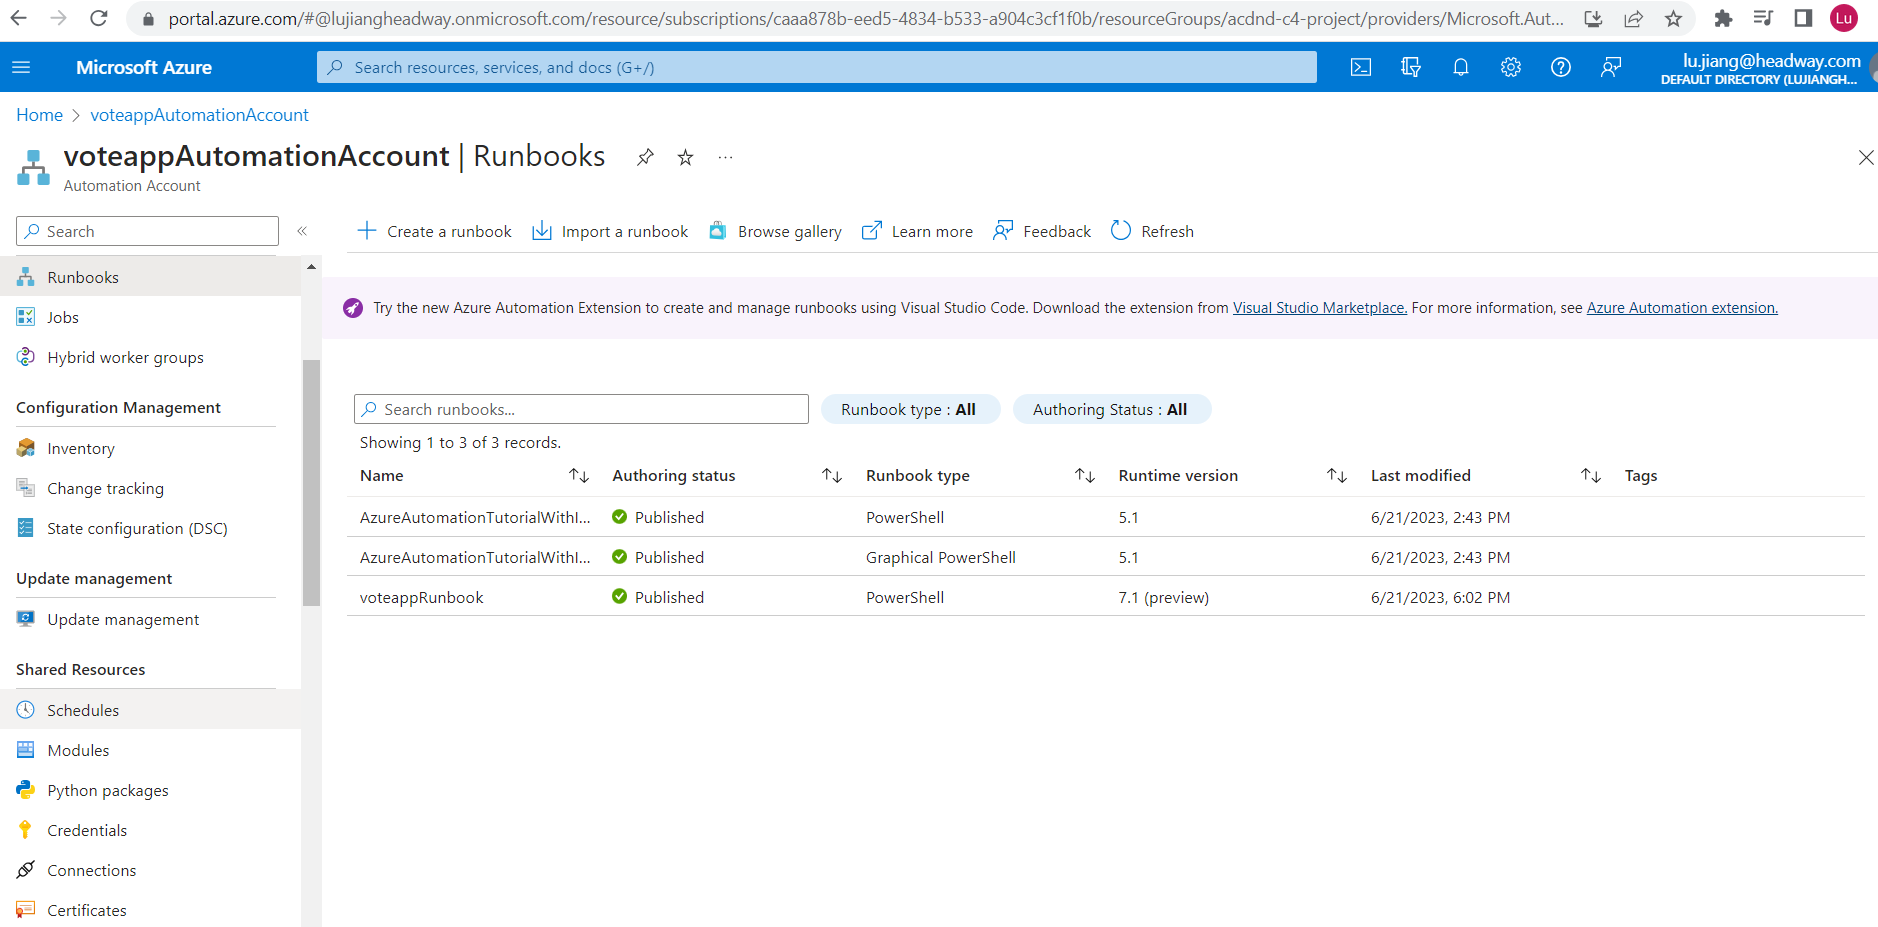 portal.azure.com/#@lujiangheadway.onmicrosoft.com/resource/subscriptions/caaa878b-eed5-4834-b533-a904c3cf1f0b/resourceGroups/acdnd-c4-project/providers/Microsoft.Aut...
Lu
Microsoft Azure
Search resources, services, and docs (G+/)
lu.jiang@headway.com
DEFAULT DIRECTORY (LUJIANGH...
Home > voteappAutomationAccount
voteappAutomationAccount | Runbooks
Automation Account
Search
Create a runbook Import a runbook Browse gallery Learn more Feedback Refresh
Runbooks
Jobs
Hybrid worker groups
Configuration Management
Inventory
Change tracking
State configuration (DSC)
Update management
Update management
Shared Resources
Schedules
Modules
Python packages
Credentials
Connections
Certificates
Try the new Azure Automation Extension to create and manage runbooks using Visual Studio Code. Download the extension from Visual Studio Marketplace. For more information, see Azure Automation extension.
Search runbooks...
Runbook type : All
Authoring Status : All
Showing 1 to 3 of 3 records.
Name Authoring status Runbook type Runtime version Last modified Tags
AzureAutomationTutorialWithI... Published PowerShell 5.1 6/21/2023, 2:43 PM
AzureAutomationTutorialWithI... Published Graphical PowerShell 5.1 6/21/2023, 2:43 PM
voteappRunbook Published PowerShell 7.1 (preview) 6/21/2023, 6:02 PM